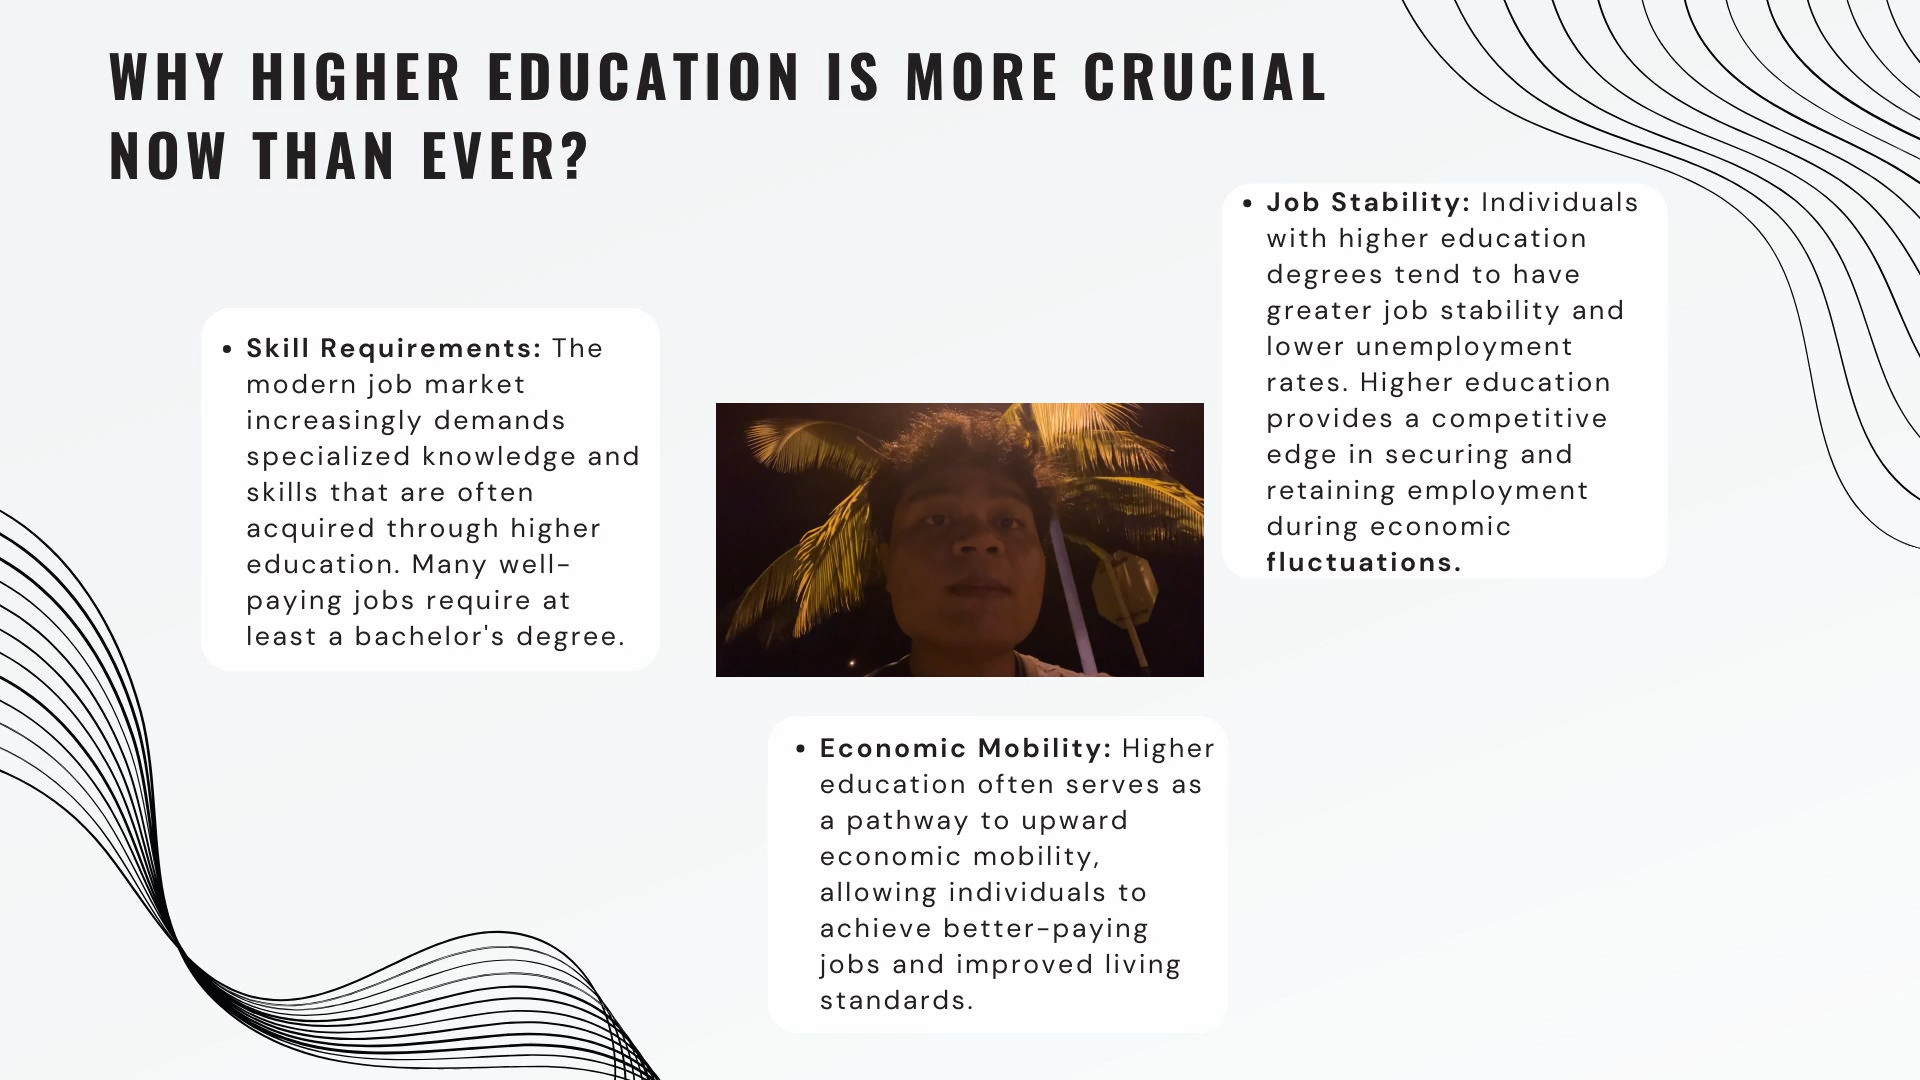 WHY HIGHER EDUCATION IS MORE CRUCIAL
NOW THAN EVER?
• Skill Requirements: The
modern job market
increasingly demands
specialized knowledge and
skills that are often
acquired through higher
education. Many well-
paying jobs require at
least a bachelor's degree.
• Job Stability: Individuals
with higher education
degrees tend to have
greater job stability and
lower unemployment
rates. Higher education
provides a competitive
edge in securing and
retaining employment
during economic
fluctuations.
• Economic Mobility: Higher
education often serves as
a pathway to upward
economic mobility,
allowing individuals to
achieve better-paying
jobs and improved living
standards.